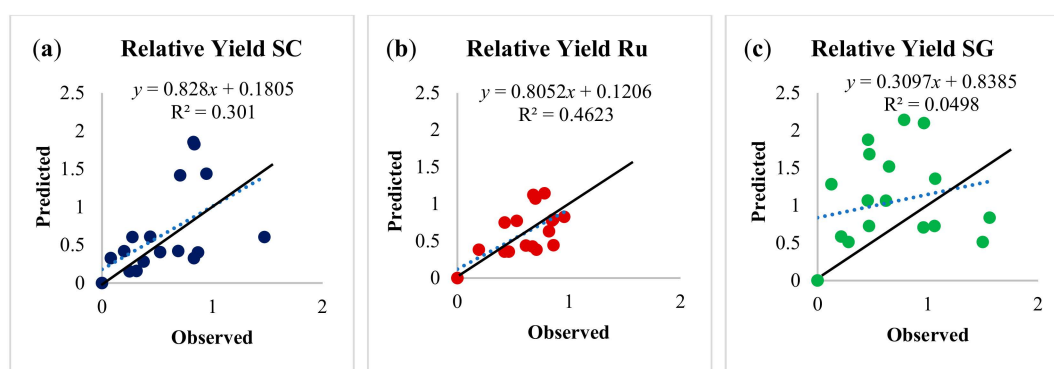 (a) Relative Yield SC
y = 0.828x + 0.1805
R² = 0.301
2.5
2
1.5
1
0.5
0
0 1 2
Predicted
Observed
(b) Relative Yield Ru
y = 0.8052x + 0.1206
R² = 0.4623
2.5
2
1.5
1
0.5
0
0 1 2
Predicted
Observed
(c) Relative Yield SG
y = 0.3097x + 0.8385
R² = 0.0498
2.5
2
1.5
1
0.5
0
0 1 2
Predicted
Observed